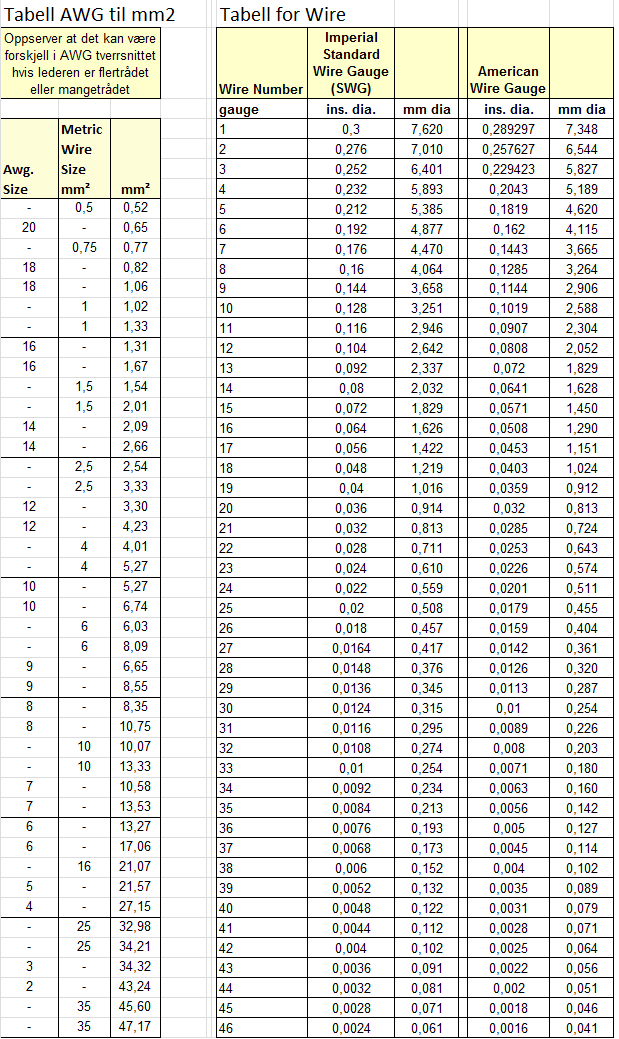 Tabell AWG til mm2
Oppserver at det kan være
forskjell i AWG tverrsnittet
hvis lederen er flertrådet
eller mangetrådet
Awg.
Size
Metric
Wire
Size
mm²
mm²
- 0,5 0,52
20 - 0,65
- 0,75 0,77
18 - 0,82
18 - 1,06
- 1 1,02
- 1 1,33
16 - 1,31
16 - 1,67
- 1,5 1,54
- 1,5 2,01
14 - 2,09
14 - 2,66
- 2,5 2,54
- 2,5 3,33
12 - 3,30
12 - 4,23
- 4 4,01
- 4 5,27
10 - 5,27
10 - 6,74
- 6 6,03
- 6 8,09
9 - 6,65
9 - 8,55
8 - 8,35
8 - 10,75
- 10 10,07
- 10 13,33
7 - 10,58
7 - 13,53
6 - 13,27
6 - 17,06
- 16 21,07
5 - 21,57
4 - 27,15
- 25 32,98
- 25 34,21
3 - 34,32
2 - 43,24
- 35 45,60
- 35 47,17
Tabell for Wire
Wire Number
Imperial
Standard
Wire Gauge
(SWG)
American
Wire Gauge
gauge ins. dia. mm dia ins. dia. mm dia
1 0,3 7,620 0,289297 7,348
2 0,276 7,010 0,257627 6,544
3 0,252 6,401 0,229423 5,827
4 0,232 5,893 0,2043 5,189
5 0,212 5,385 0,1819 4,620
6 0,192 4,877 0,162 4,115
7 0,176 4,470 0,1443 3,665
8 0,16 4,064 0,1285 3,264
9 0,144 3,658 0,1144 2,906
10 0,128 3,251 0,1019 2,588
11 0,116 2,946 0,0907 2,304
12 0,104 2,642 0,0808 2,052
13 0,092 2,337 0,072 1,829
14 0,08 2,032 0,0641 1,628
15 0,072 1,829 0,0571 1,450
16 0,064 1,626 0,0508 1,290
17 0,056 1,422 0,0453 1,151
18 0,048 1,219 0,0403 1,024
19 0,04 1,016 0,0359 0,912
20 0,036 0,914 0,032 0,813
21 0,032 0,813 0,0285 0,724
22 0,028 0,711 0,0253 0,643
23 0,024 0,610 0,0226 0,574
24 0,022 0,559 0,0201 0,511
25 0,02 0,508 0,0179 0,455
26 0,018 0,457 0,0159 0,404
27 0,0164 0,417 0,0142 0,361
28 0,0148 0,376 0,0126 0,320
29 0,0136 0,345 0,0113 0,287
30 0,0124 0,315 0,01 0,254
31 0,0116 0,295 0,0089 0,226
32 0,0108 0,274 0,008 0,203
33 0,01 0,254 0,0071 0,180
34 0,0092 0,234 0,0063 0,160
35 0,0084 0,213 0,0056 0,142
36 0,0076 0,193 0,005 0,127
37 0,0068 0,173 0,0045 0,114
38 0,006 0,152 0,004 0,102
39 0,0052 0,132 0,0035 0,089
40 0,0048 0,122 0,0031 0,079
41 0,0044 0,112 0,0028 0,071
42 0,004 0,102 0,0025 0,064
43 0,0036 0,091 0,0022 0,056
44 0,0032 0,081 0,002 0,051
45 0,0028 0,071 0,0018 0,046
46 0,0024 0,061 0,0016 0,041